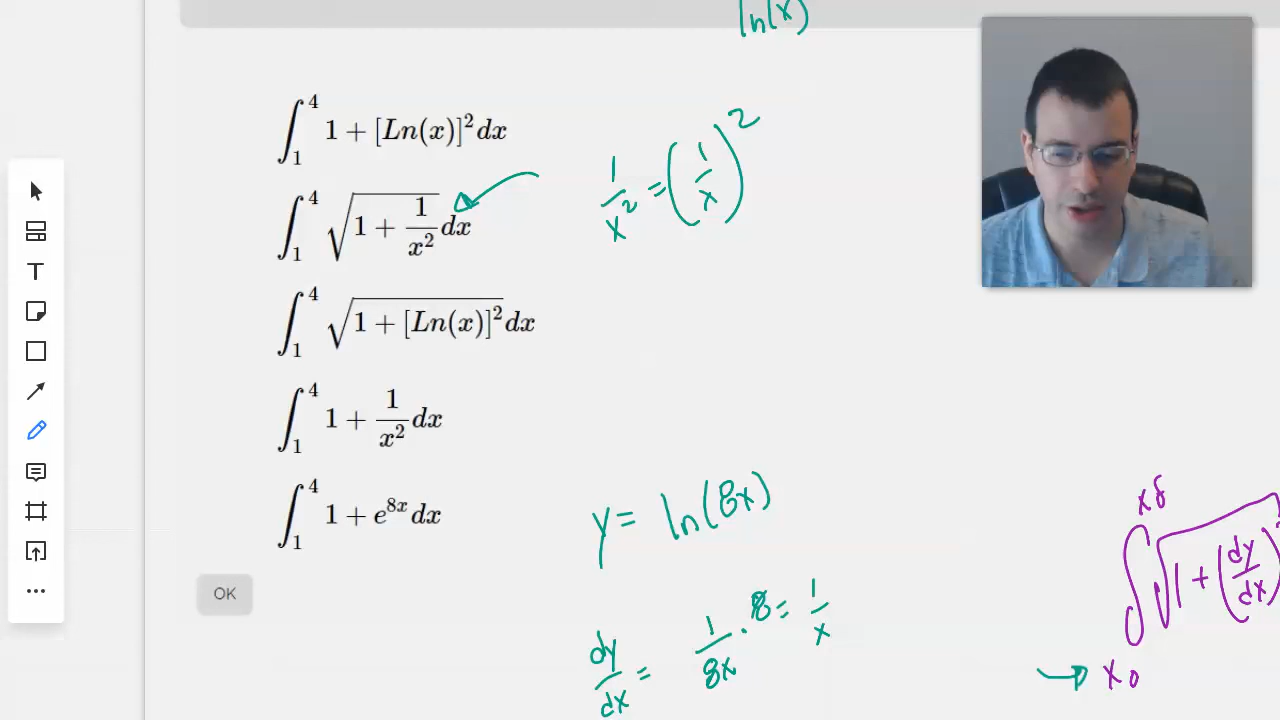 ln(x)
∫₁⁴ 1 + [Ln(x)]² dx
∫₁⁴ √(1 + 1/x²) dx
1/x² = (1/x)²
∫₁⁴ √(1 + [Ln(x)]²) dx
∫₁⁴ 1 + 1/x² dx
∫₁⁴ 1 + e^{8x} dx
y = ln(8x)
xf
∫ √(1 + (dy/dx)
x0
OK
dy/dx = 1/8x · 8 = 1/x
T